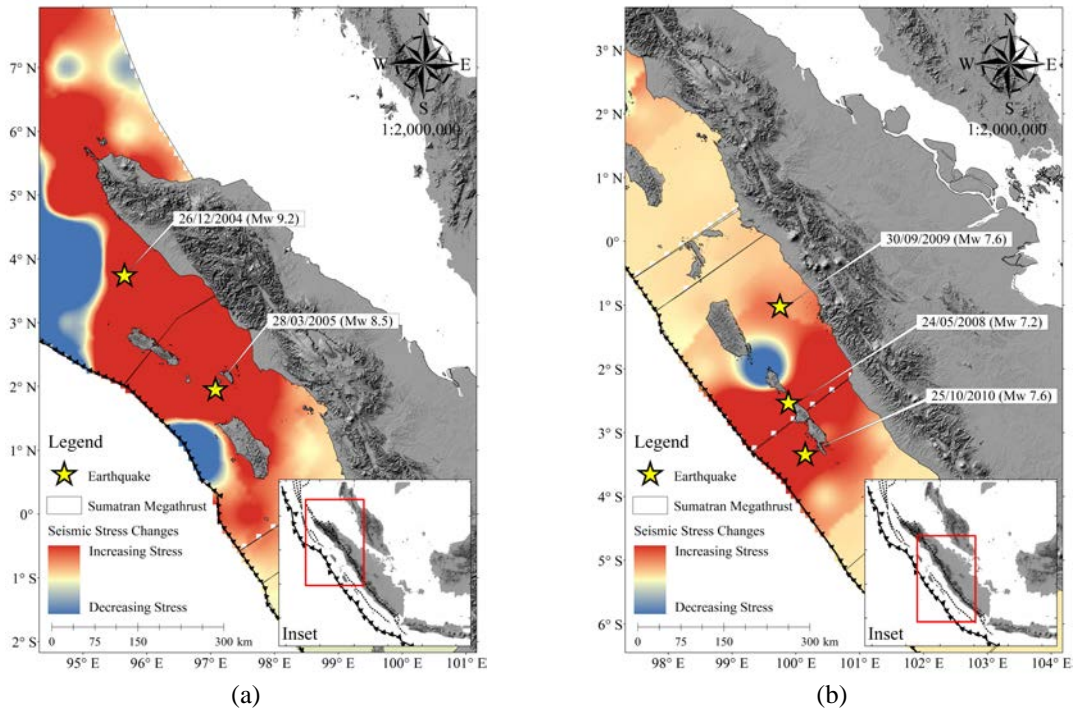 7° N
6° N
5° N
4° N
3° N
2° N
1° N
0°
1° S
2° S
N
W
E
S
1:2,000,000
26/12/2004 (Mw 9.2)
28/03/2005 (Mw 8.5)
Legend
Earthquake
Sumatran Megathrust
Seismic Stress Changes
Increasing Stress
Decreasing Stress
0 75 150 300 km
Inset
95° E 96° E 97° E 98° E 99° E 100° E 101° E
(a)
3° N
2° N
1° N
0°
1° S
2° S
3° S
4° S
5° S
6° S
N
W
E
S
1:2,000,000
30/09/2009 (Mw 7.6)
24/05/2008 (Mw 7.2)
25/10/2010 (Mw 7.6)
Legend
Earthquake
Sumatran Megathrust
Seismic Stress Changes
Increasing Stress
Decreasing Stress
0 75 150 300 km
Inset
98° E 99° E 100° E 101° E 102° E 103° E 104° E
(b)